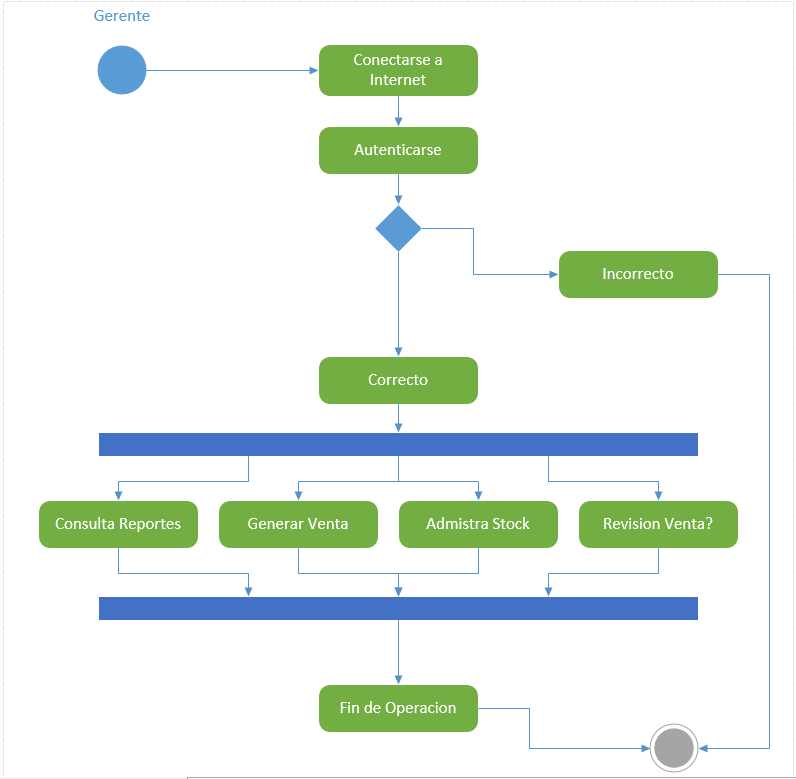 Gerente
Conectarse a
Internet
Autenticarse
Incorrecto
Correcto
Consulta Reportes
Generar Venta
Admistra Stock
Revision Venta?
Fin de Operacion